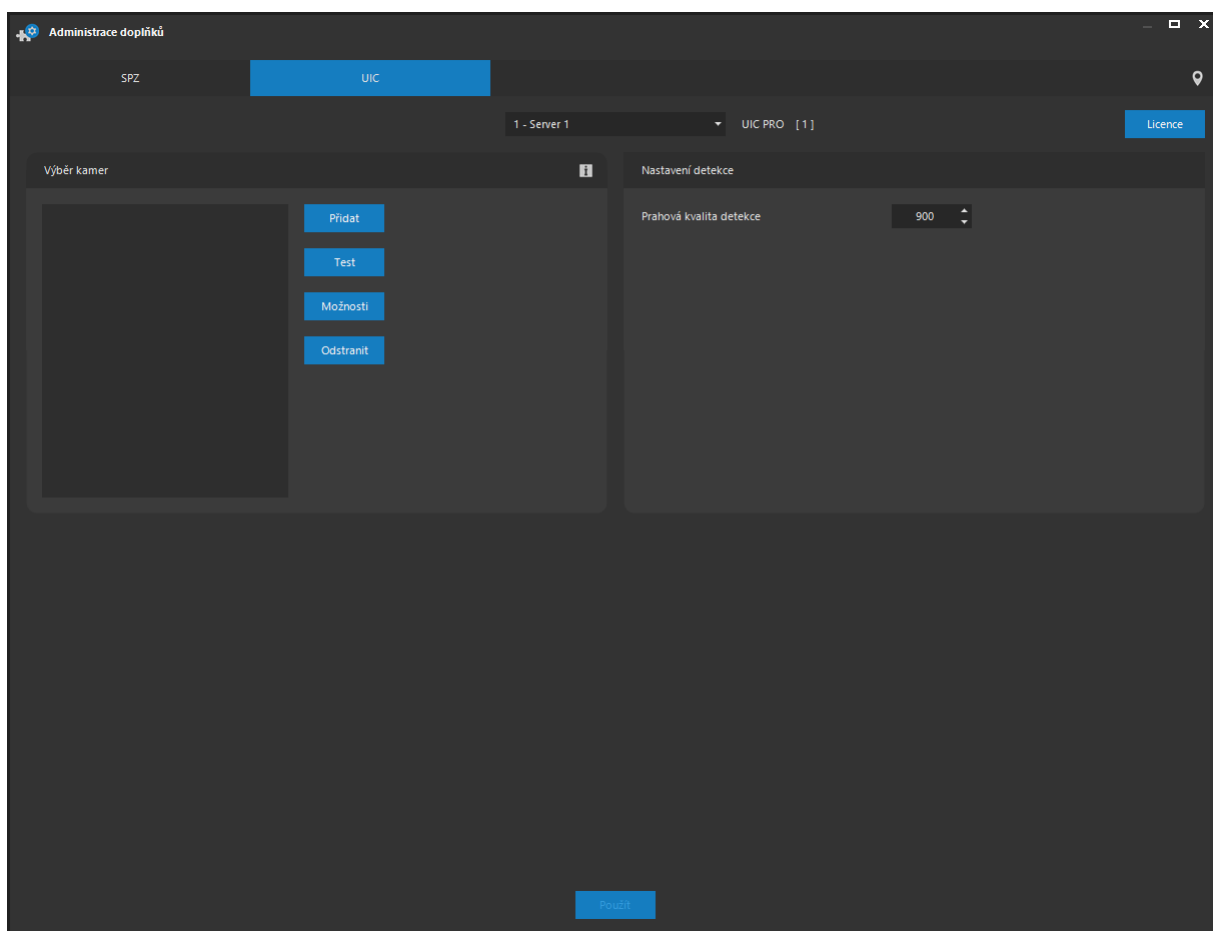 Administrace doplňků
SPZ UIC
1 - Server 1 UIC PRO [ 1 ] Licence
Výběr kamer
Nastavení detekce
Přidat
Prahová kvalita detekce 900
Test
Možnosti
Odstranit
Použít